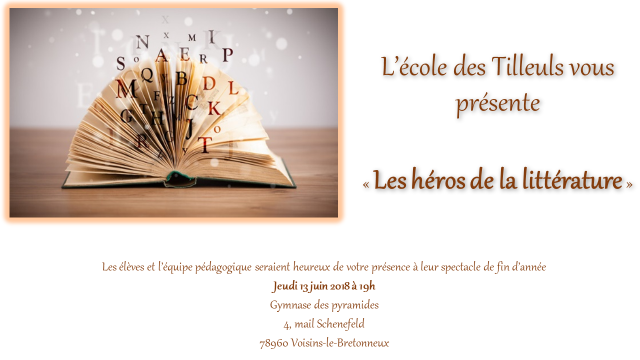 L'école des Tilleuls vous
présente
« Les héros de la littérature »
Les élèves et l'équipe pédagogique seraient heureux de votre présence à leur spectacle de fin d'année
Jeudi 13 juin 2018 à 19h
Gymnase des pyramides
4, mail Schenefeld
78960 Voisins-le-Bretonneux